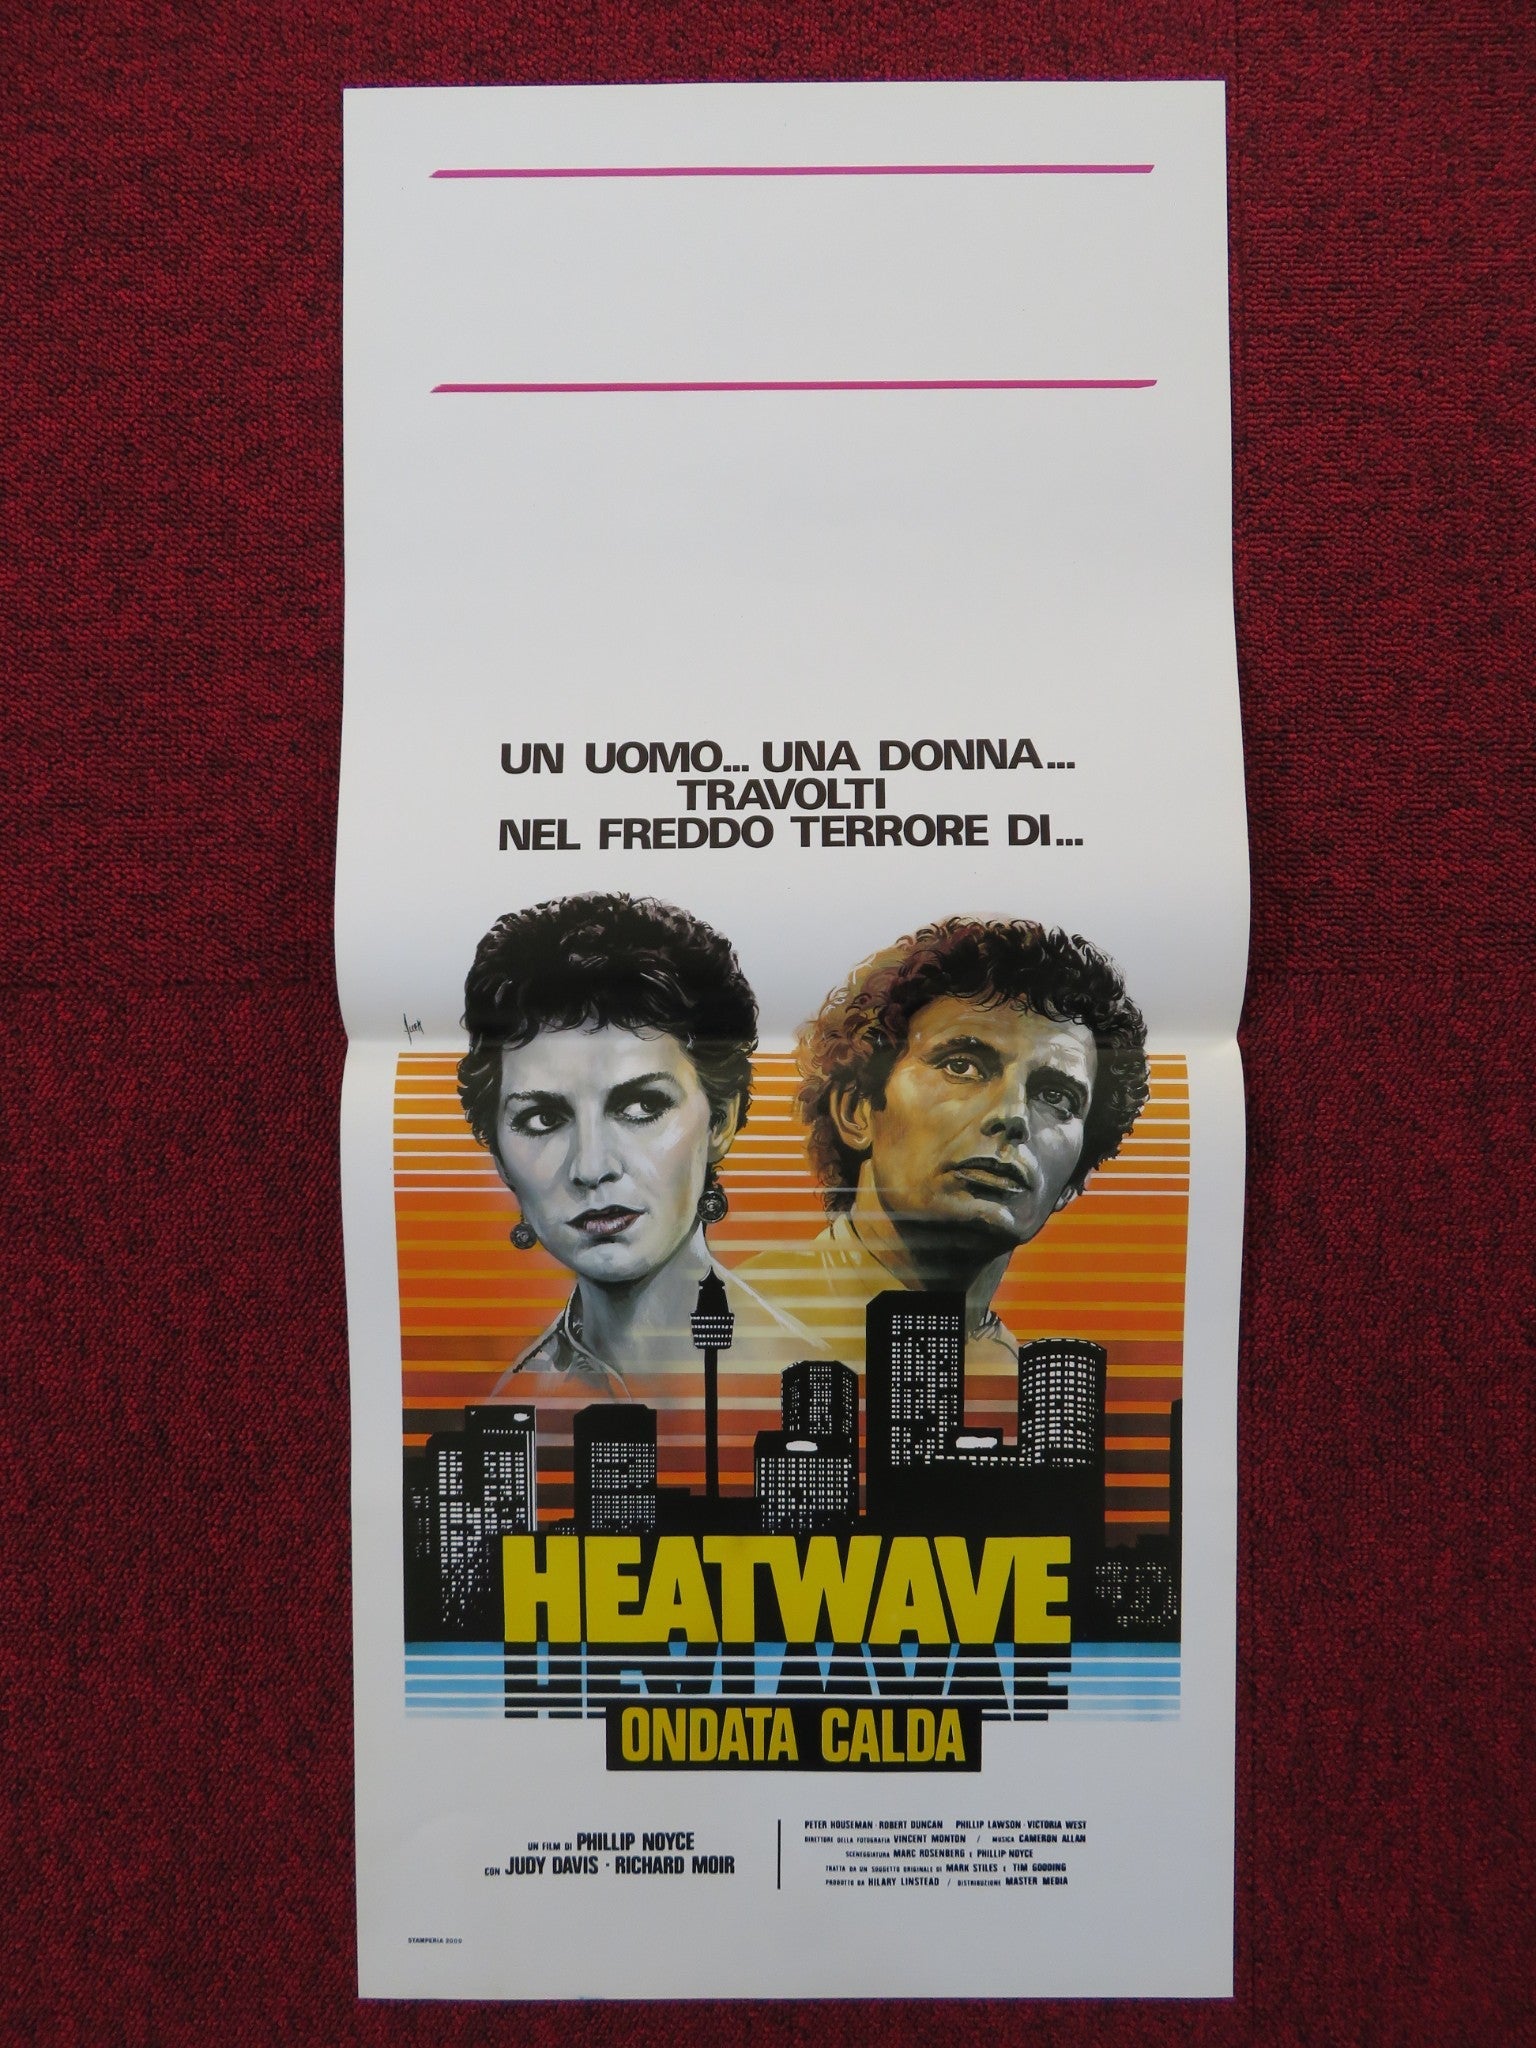 UN UOMO... UNA DONNA...
TRAVOLTI
NEL FREDDO TERRORE DI...
HEATWAVE
ONDATA CALDA
UN FILM DI PHILLIP NOYCE
CON JUDY DAVIS · RICHARD MOIR
PETER HOUSEMAN · ROBERT DUNCAN PHILLIP LAWSON · VICTORIA WEST
DIRETTORE DELLA FOTOGRAFIA VINCENT MONTON / MUSICA CAMERON ALLAN
SCENEGGIATURA MARC ROSENBERG E PHILLIP NOYCE
TRATTA DA UN SOGGETTO ORIGINALE DI MARK STILES E TIM GOODING
PRODOTTO DA HILARY LINSTEAD / DISTRIBUZIONE MASTER MEDIA
STAMPERIA 2000